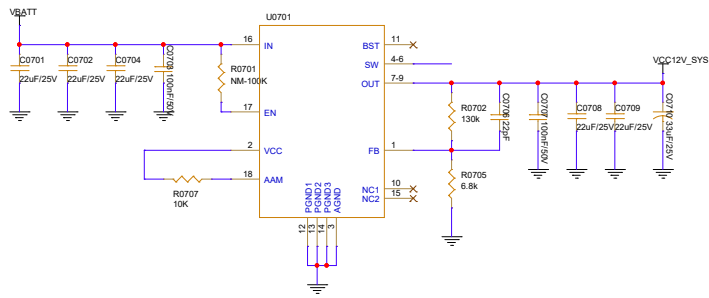 VBATT
U0701
16 IN
BST 11
SW 4-6
OUT 7-9
VCC12V_SYS
C0701
22uF/25V
C0702
22uF/25V
C0704
22uF/25V
C0703 100nF/50V
R0701
NM-100K
17 EN
2 VCC
18 AAM
R0707
10K
FB 1
NC1 10
NC2 15
PGND1 12
PGND2 13
PGND3 14
AGND 3
R0702
130k
C0706 22pF
C0707 100nF/50V
C0708
22uF/25V
C0709
22uF/25V
C0710 33uF/25V
R0705
6.8k